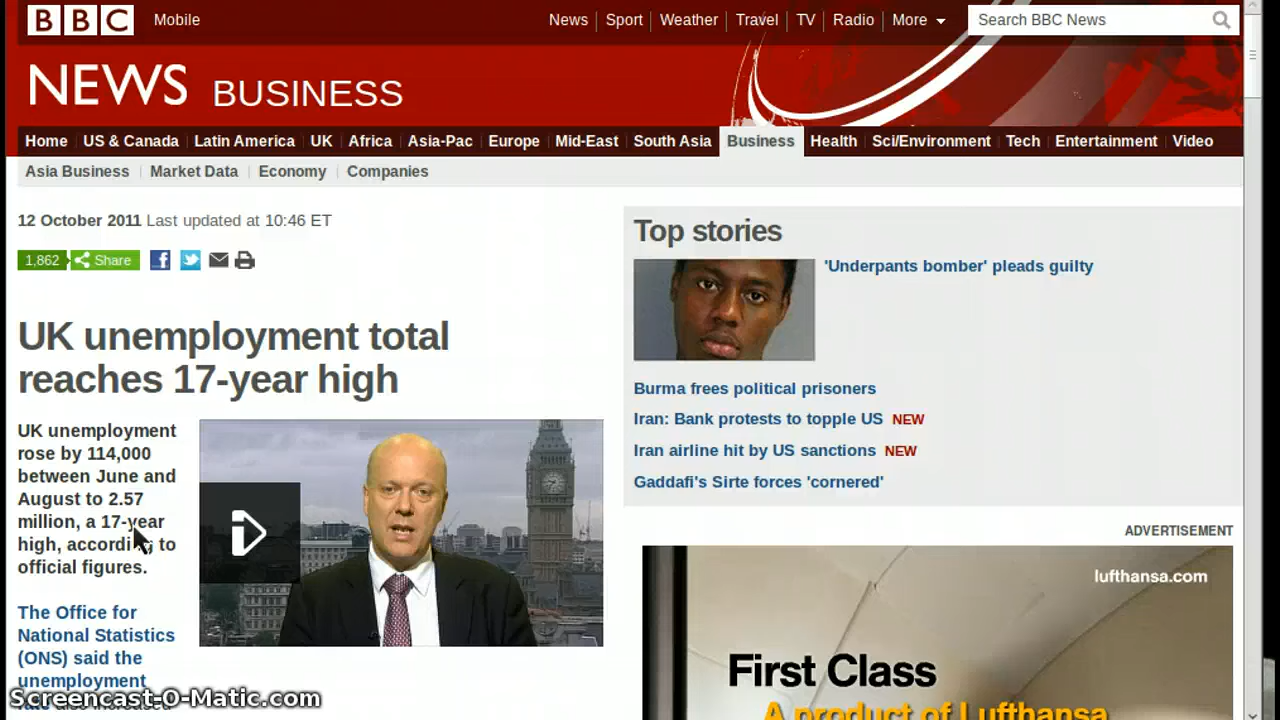 BBC Mobile News Sport Weather Travel TV Radio More Search BBC News
NEWS BUSINESS
Home US & Canada Latin America UK Africa Asia-Pac Europe Mid-East South Asia Business Health Sci/Environment Tech Entertainment Video
Asia Business Market Data Economy Companies
12 October 2011 Last updated at 10:46 ET
1,862 Share
UK unemployment total
reaches 17-year high
UK unemployment
rose by 114,000
between June and
August to 2.57
million, a 17-year
high, according to
official figures.
The Office for
National Statistics
(ONS) said the
unemployment
Top stories
'Underpants bomber' pleads guilty
Burma frees political prisoners
Iran: Bank protests to topple US NEW
Iran airline hit by US sanctions NEW
Gaddafi's Sirte forces 'cornered'
ADVERTISEMENT
lufthansa.com
First Class
A product of Lufthansa
Screencast-O-Matic.com